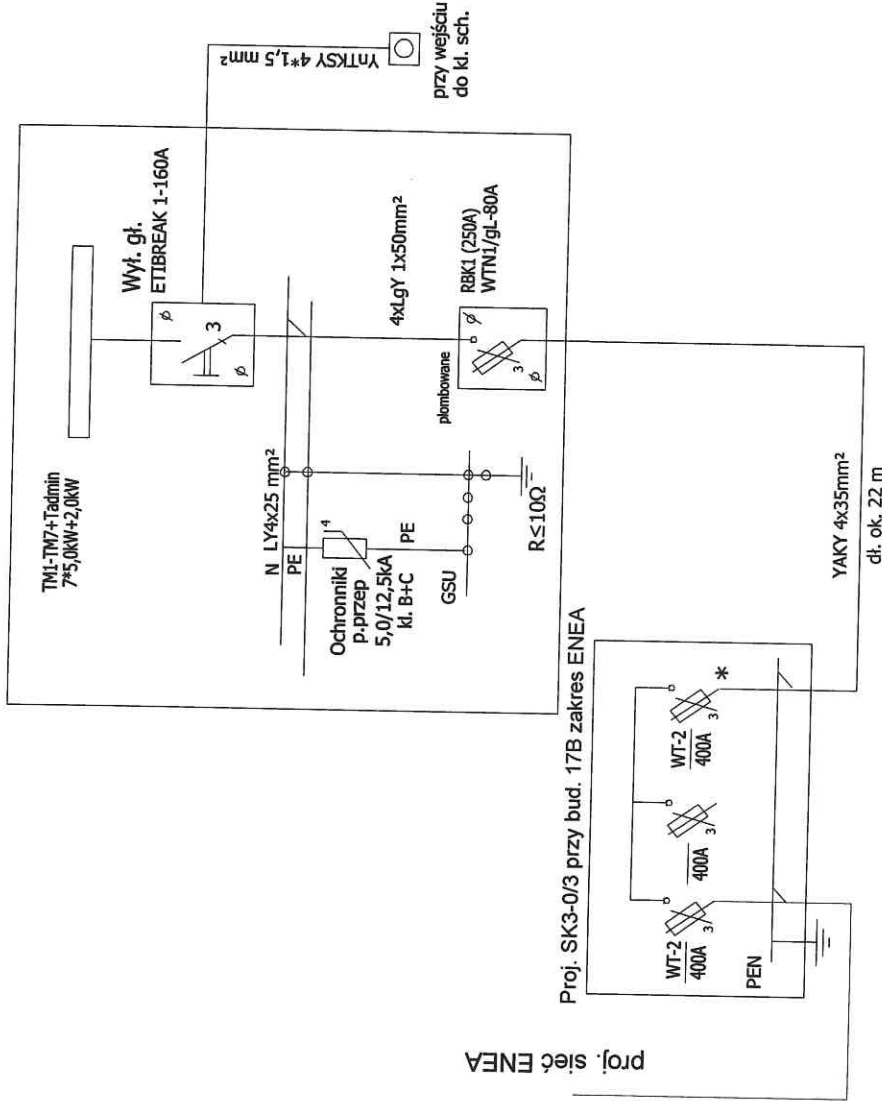 TM1-TM7+Tadmin
7*5,0kW+2,0kW
Wył. gł.
ETIBREAK 1-160A
3
YnTKSY 4*1,5 mm²
przy wejściu
do kl. sch.
N LY4x25 mm²
PE
4
Ochronniki
p.przep
5,0/12,5kA
kl. B+C
PE
GSU
R≤10Ω
4xLgY 1x50mm²
plombowane
RBK1 (250A)
WTN1/gL-80A
3
Proj. SK3-0/3 przy bud. 17B zakres ENEA
WT-2
400A
3
400A
3
WT-2
400A
3
*
PEN
YAKY 4x35mm²
dł. ok. 22 m
proj. sieć ENEA